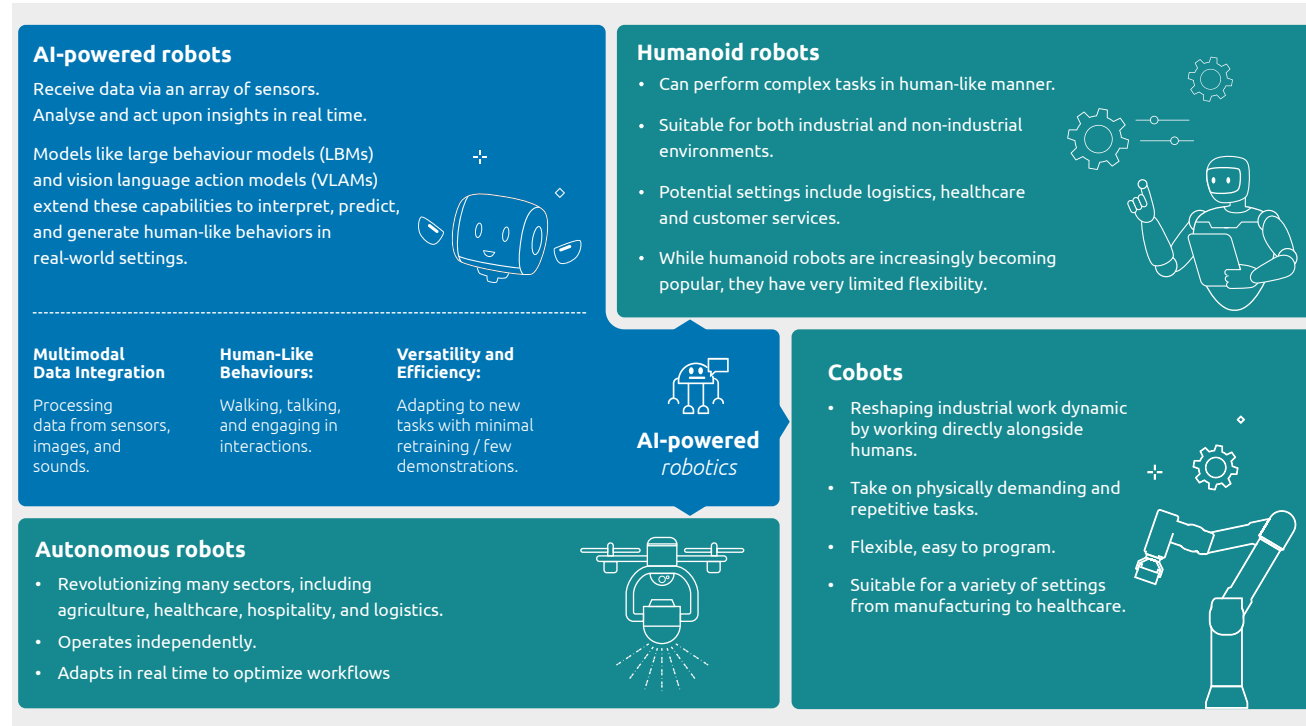 AI-powered robots
Receive data via an array of sensors.
Analyse and act upon insights in real time.
Models like large behaviour models (LBMs)
and vision language action models (VLAMs)
extend these capabilities to interpret, predict,
and generate human-like behaviors in
real-world settings.
Multimodal
Data Integration
Processing
data from sensors,
images, and
sounds.
Human-Like
Behaviours:
Walking, talking,
and engaging in
interactions.
Versatility and
Efficiency:
Adapting to new
tasks with minimal
retraining / few
demonstrations.
AI-powered
robotics
Humanoid robots
• Can perform complex tasks in human-like manner.
• Suitable for both industrial and non-industrial
environments.
• Potential settings include logistics, healthcare
and customer services.
• While humanoid robots are increasingly becoming
popular, they have very limited flexibility.
Cobots
• Reshaping industrial work dynamic
by working directly alongside
humans.
• Take on physically demanding and
repetitive tasks.
• Flexible, easy to program.
• Suitable for a variety of settings
from manufacturing to healthcare.
Autonomous robots
• Revolutionizing many sectors, including
agriculture, healthcare, hospitality, and logistics.
• Operates independently.
• Adapts in real time to optimize workflows